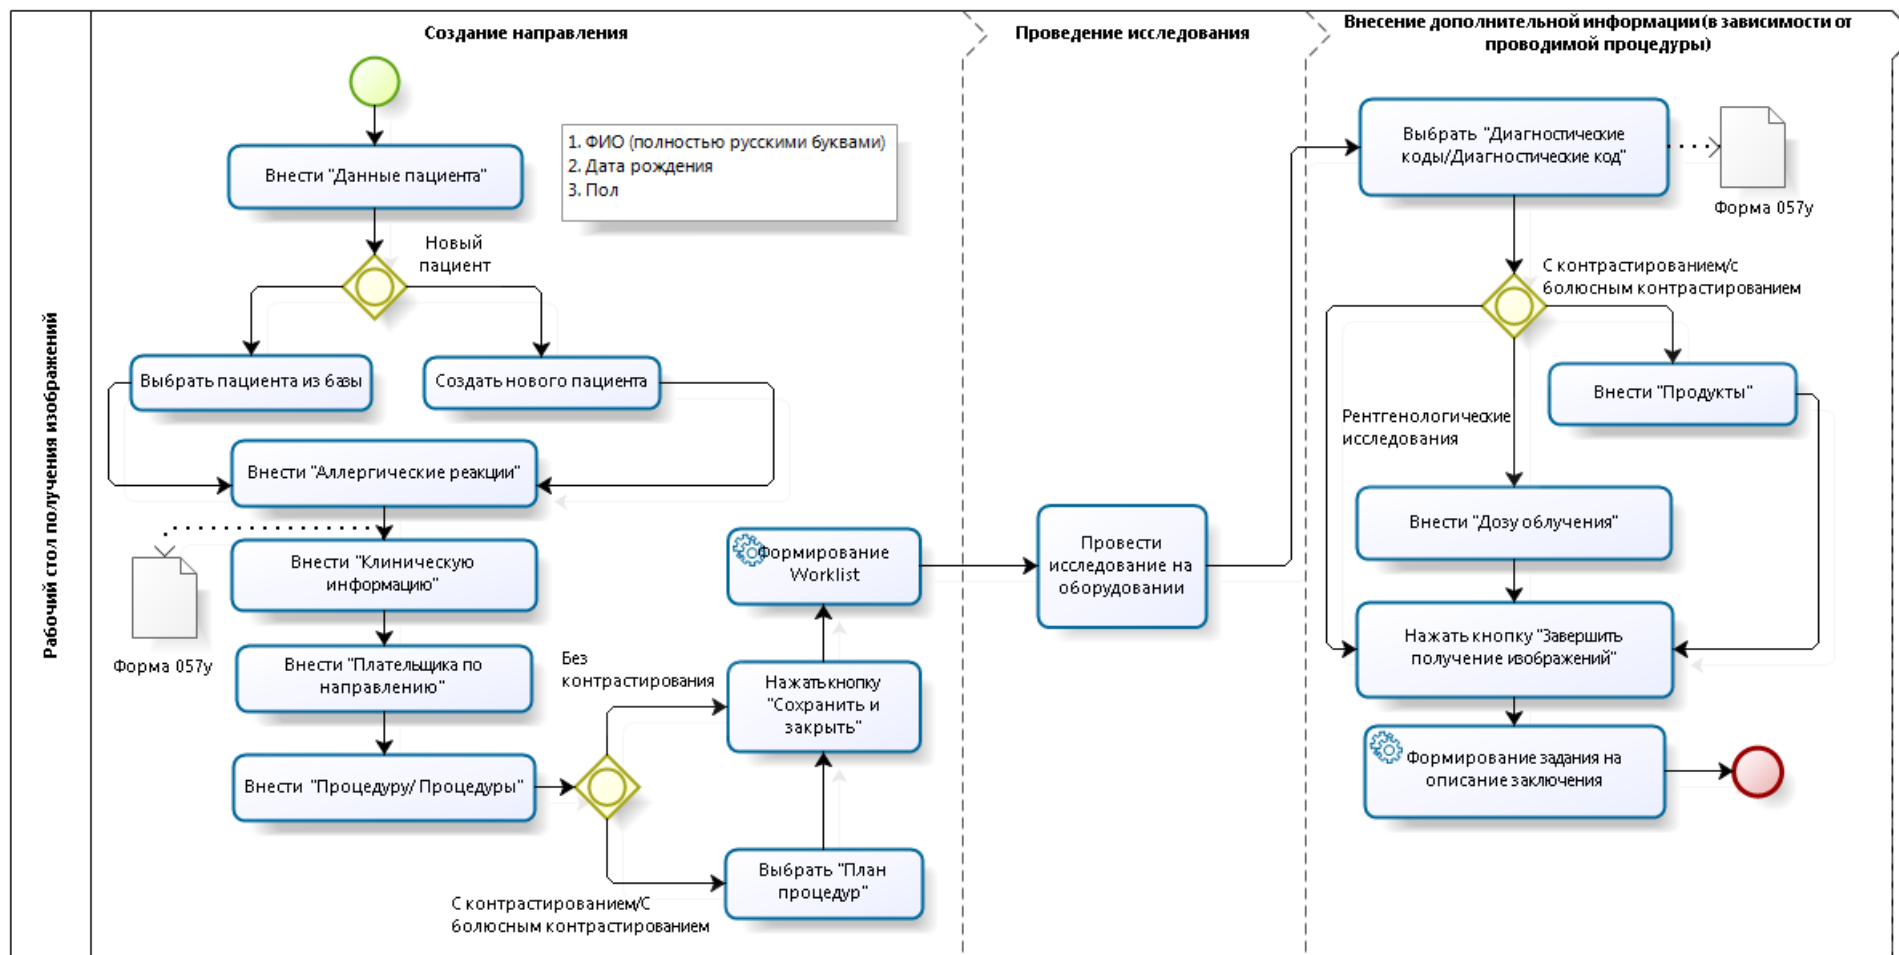 Рабочий стол получения изображений
Создание направления
Внести "Данные пациента"
1. ФИО (полностью русскими буквами)
2. Дата рождения
3. Пол
Новый
пациент
Выбрать пациента из базы
Создать нового пациента
Внести "Аллергические реакции"
Внести "Клиническую
информацию"
Форма 057у
Внести "Плательщика по
направлению"
Внести "Процедуру/ Процедуры"
Без
контрастирования
С контрастированием/С
болюсным контрастированием
Выбрать "План
процедур"
Нажать кнопку
"Сохранить и
закрыть"
Формирование
Worklist
Проведение исследования
Провести
исследование на
оборудовании
Внесение дополнительной информации (в зависимости от
проводимой процедуры)
Выбрать "Диагностические
коды/Диагностические код"
Форма 057у
С контрастированием/с
болюсным контрастированием
Внести "Продукты"
Рентгенологические
исследования
Внести "Дозу облучения"
Нажать кнопку "Завершить
получение изображений"
Формирование задания на
описание заключения